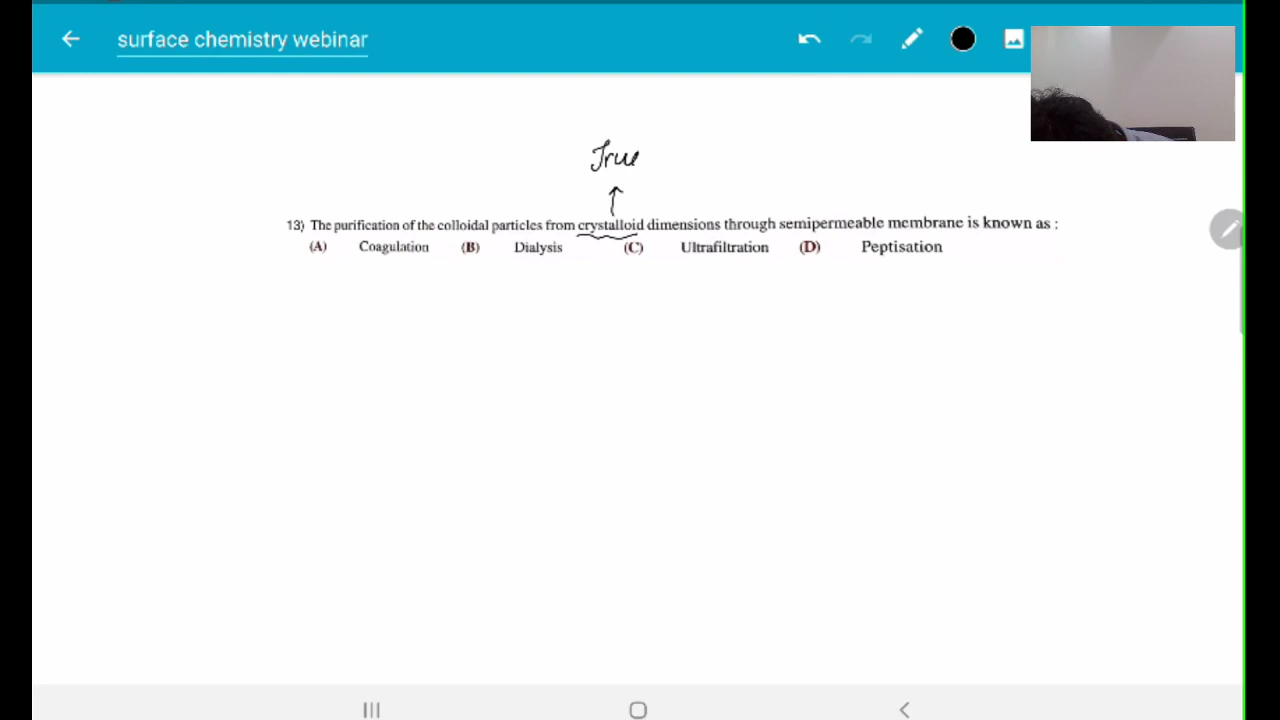 surface chemistry webinar
True
13) The purification of the colloidal particles from crystalloid dimensions through semipermeable membrane is known as :
(A) Coagulation (B) Dialysis (C) Ultrafiltration (D) Peptisation